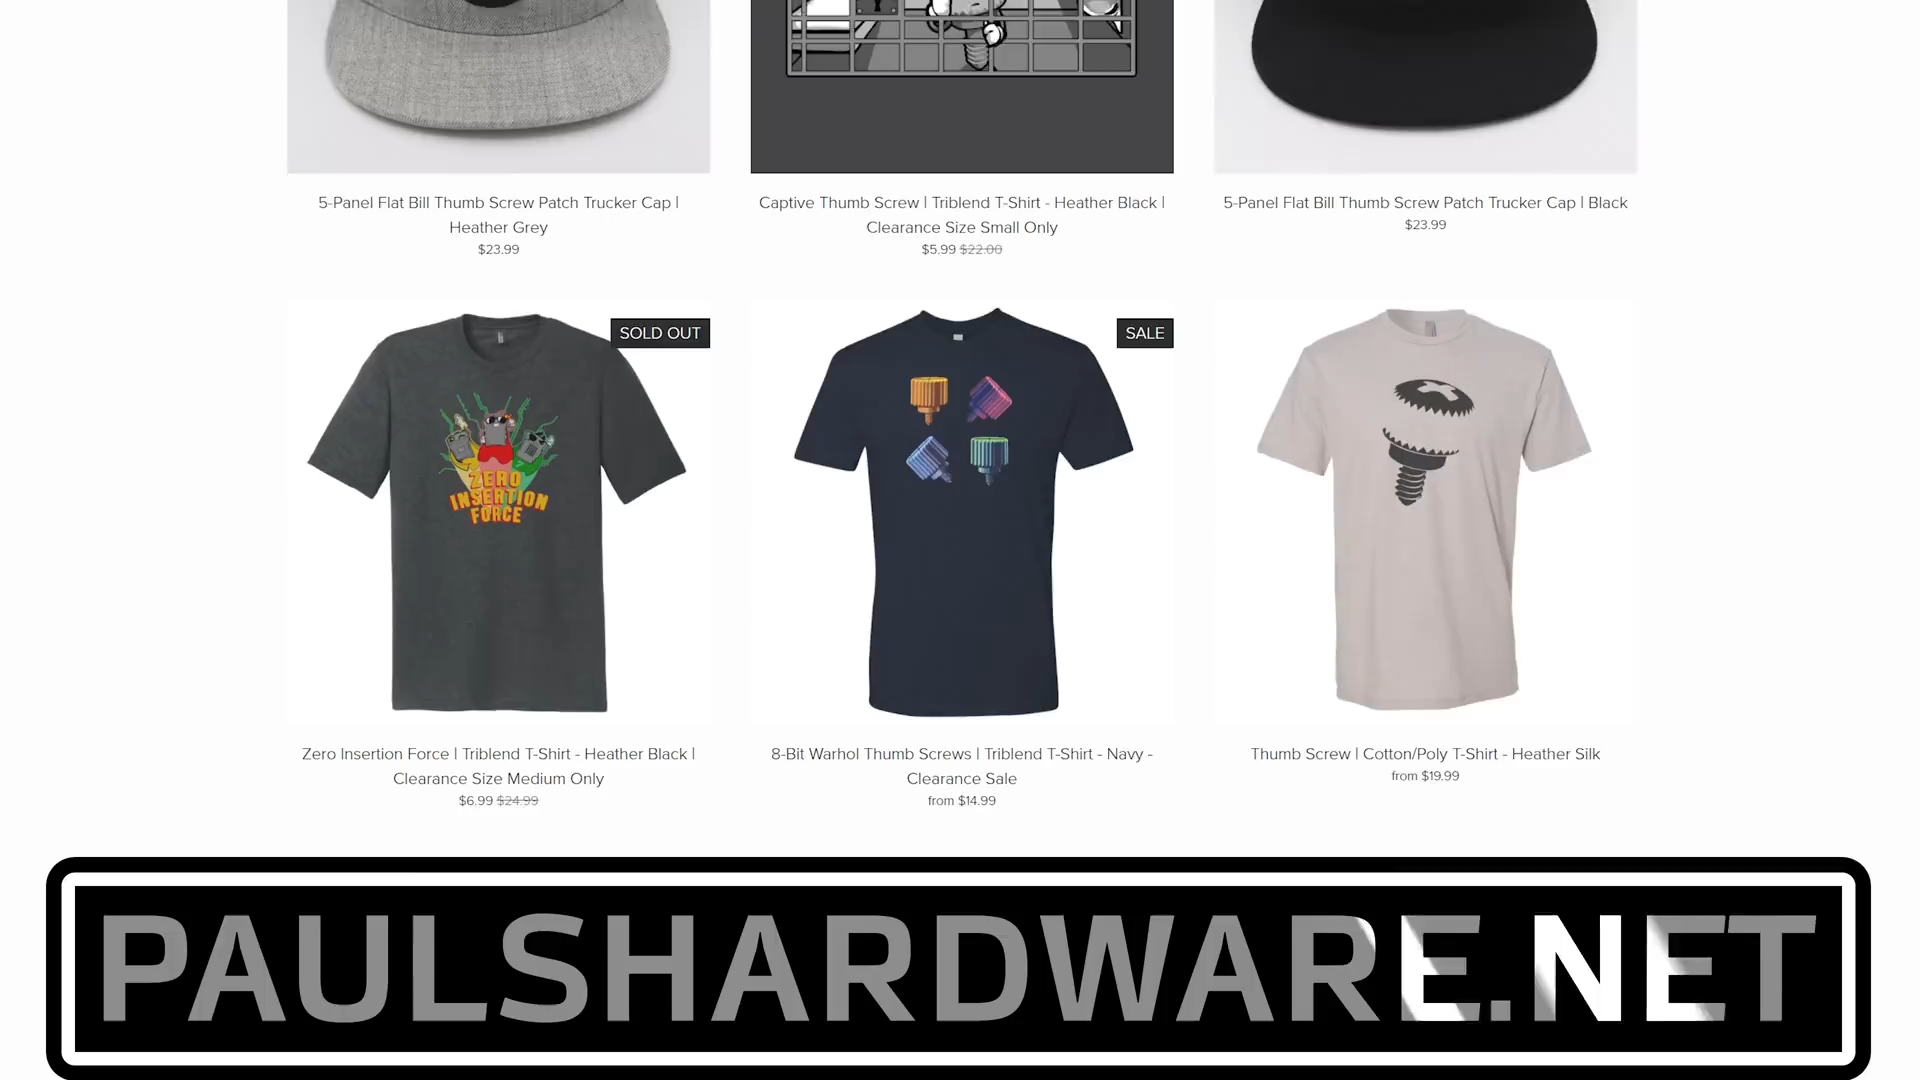 5-Panel Flat Bill Thumb Screw Patch Trucker Cap |
Heather Grey
$23.99
Captive Thumb Screw | Triblend T-Shirt - Heather Black |
Clearance Size Small Only
$5.99 $22.00
5-Panel Flat Bill Thumb Screw Patch Trucker Cap | Black
$23.99
SOLD OUT
ZERO
INSERTION
FORCE
SALE
Zero Insertion Force | Triblend T-Shirt - Heather Black |
Clearance Size Medium Only
$6.99 $24.99
8-Bit Warhol Thumb Screws | Triblend T-Shirt - Navy -
Clearance Sale
from $14.99
Thumb Screw | Cotton/Poly T-Shirt - Heather Silk
from $19.99
PAULSHARDWARE.NET